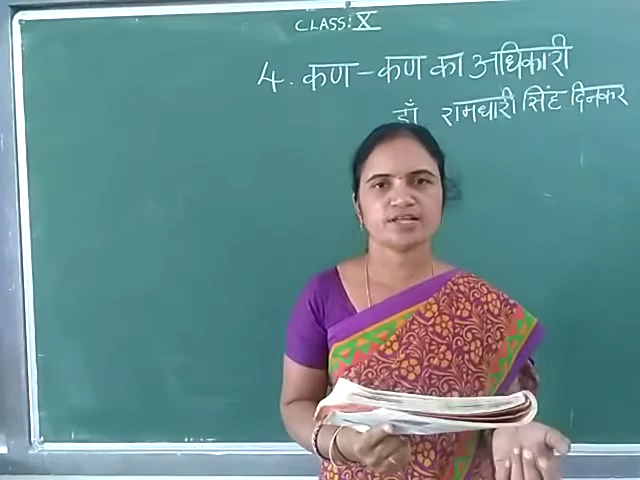 CLASS: X
4. कण - कण का अधिकारी
डाँ रामधारी सिंह दिनकर